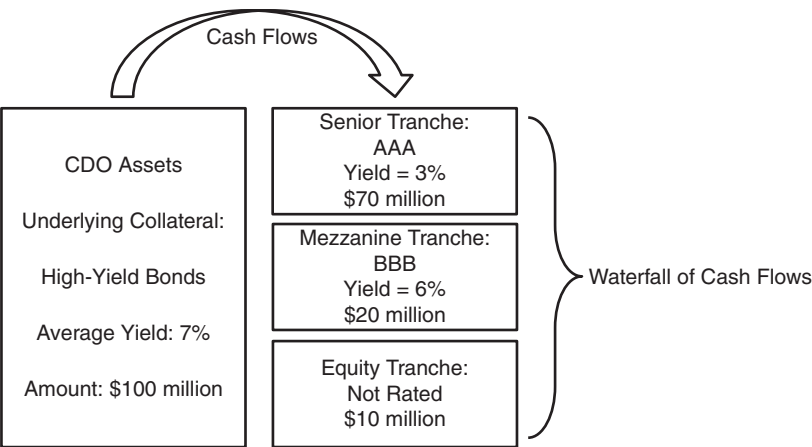 Cash Flows
CDO Assets
Underlying Collateral:
High-Yield Bonds
Average Yield: 7%
Amount: $100 million
Senior Tranche:
AAA
Yield = 3%
$70 million
Mezzanine Tranche:
BBB
Yield = 6%
$20 million
Equity Tranche:
Not Rated
$10 million
Waterfall of Cash Flows